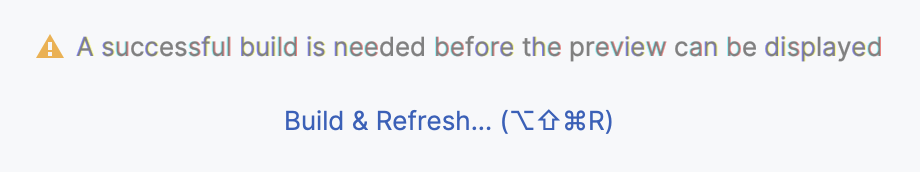 A successful build is needed before the preview can be displayed
Build & Refresh... (⌥⇧⌘R)